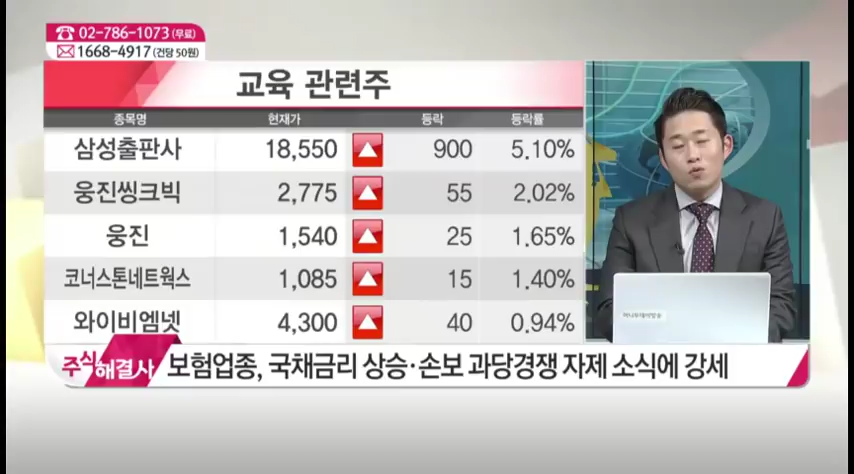 02-786-1073 (무료)
1668-4917 (건당 50원)
교육 관련주
종목명 현재가 등락 등락률
삼성출판사 18,550 900 5.10%
웅진씽크빅 2,775 55 2.02%
웅진 1,540 25 1.65%
코너스톤네트웍스 1,085 15 1.40%
와이비엠넷 4,300 40 0.94%
주식해결사 보험업종, 국채금리 상승·손보 과당경쟁 자제 소식에 강세